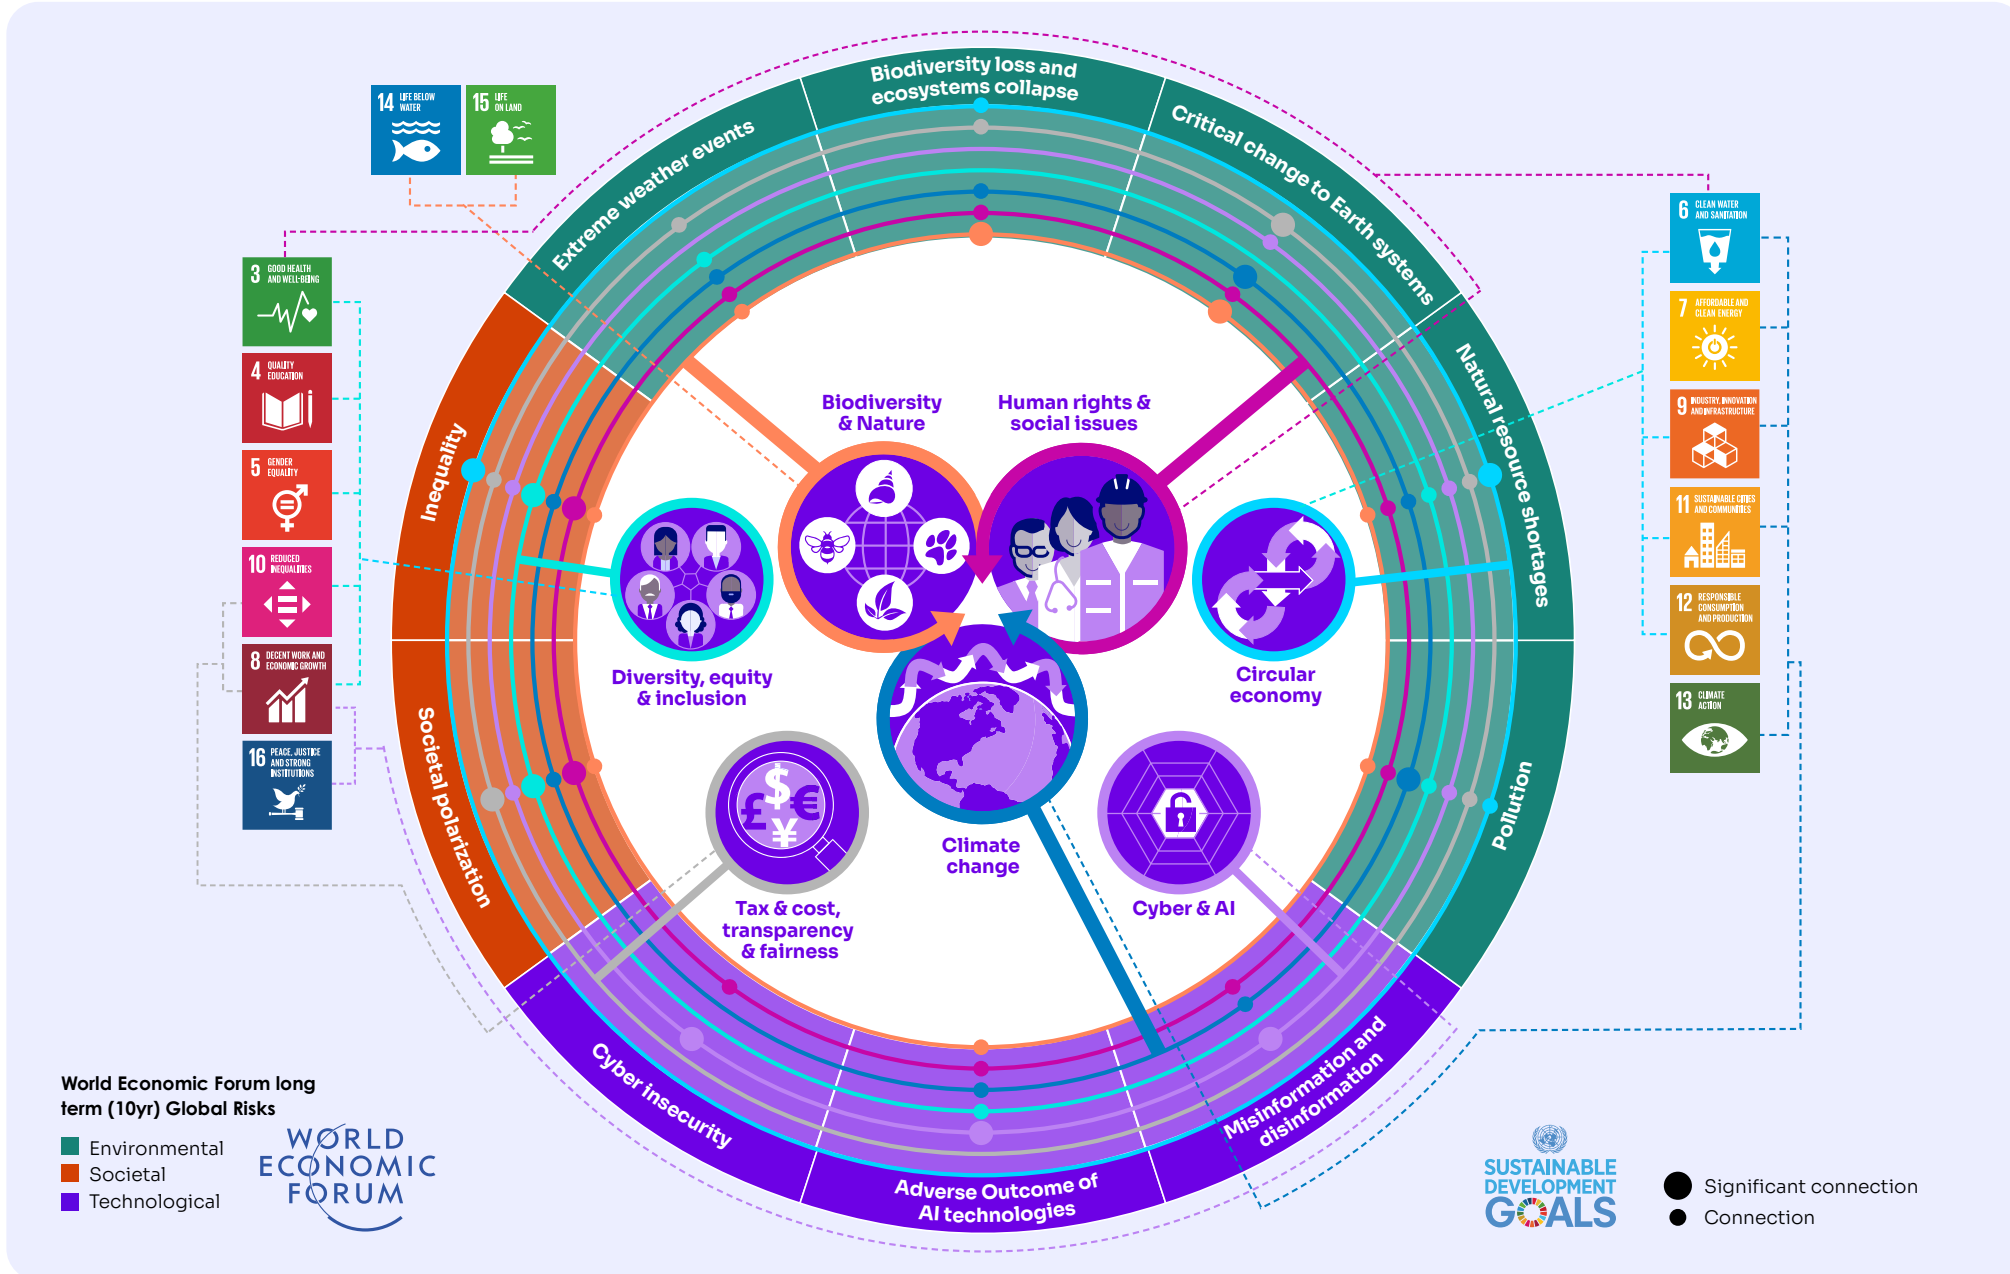 Biodiversity loss and
ecosystems collapse
Critical change to Earth systems
Natural resource shortages
Pollution
Misinformation and
disinformation
Adverse Outcome of
AI technologies
Cyber insecurity
Societal polarization
Inequality
Extreme weather events
14 LIFE BELOW
WATER
15 LIFE
ON LAND
3 GOOD HEALTH
AND WELL-BEING
4 QUALITY
EDUCATION
5 GENDER
EQUALITY
10 REDUCED
INEQUALITIES
8 DECENT WORK AND
ECONOMIC GROWTH
16 PEACE, JUSTICE
AND STRONG
INSTITUTIONS
6 CLEAN WATER
AND SANITATION
7 AFFORDABLE AND
CLEAN ENERGY
9 INDUSTRY, INNOVATION
AND INFRASTRUCTURE
11 SUSTAINABLE CITIES
AND COMMUNITIES
12 RESPONSIBLE
CONSUMPTION
AND PRODUCTION
13 CLIMATE
ACTION
Biodiversity
& Nature
Human rights &
social issues
Diversity, equity
& inclusion
Circular
economy
$
£ €
¥
Tax & cost,
transparency
& fairness
Climate
change
Cyber & AI
World Economic Forum long
term (10yr) Global Risks
Environmental
Societal
Technological
WORLD
ECONOMIC
FORUM
SUSTAINABLE
DEVELOPMENT
GOALS
Significant connection
Connection